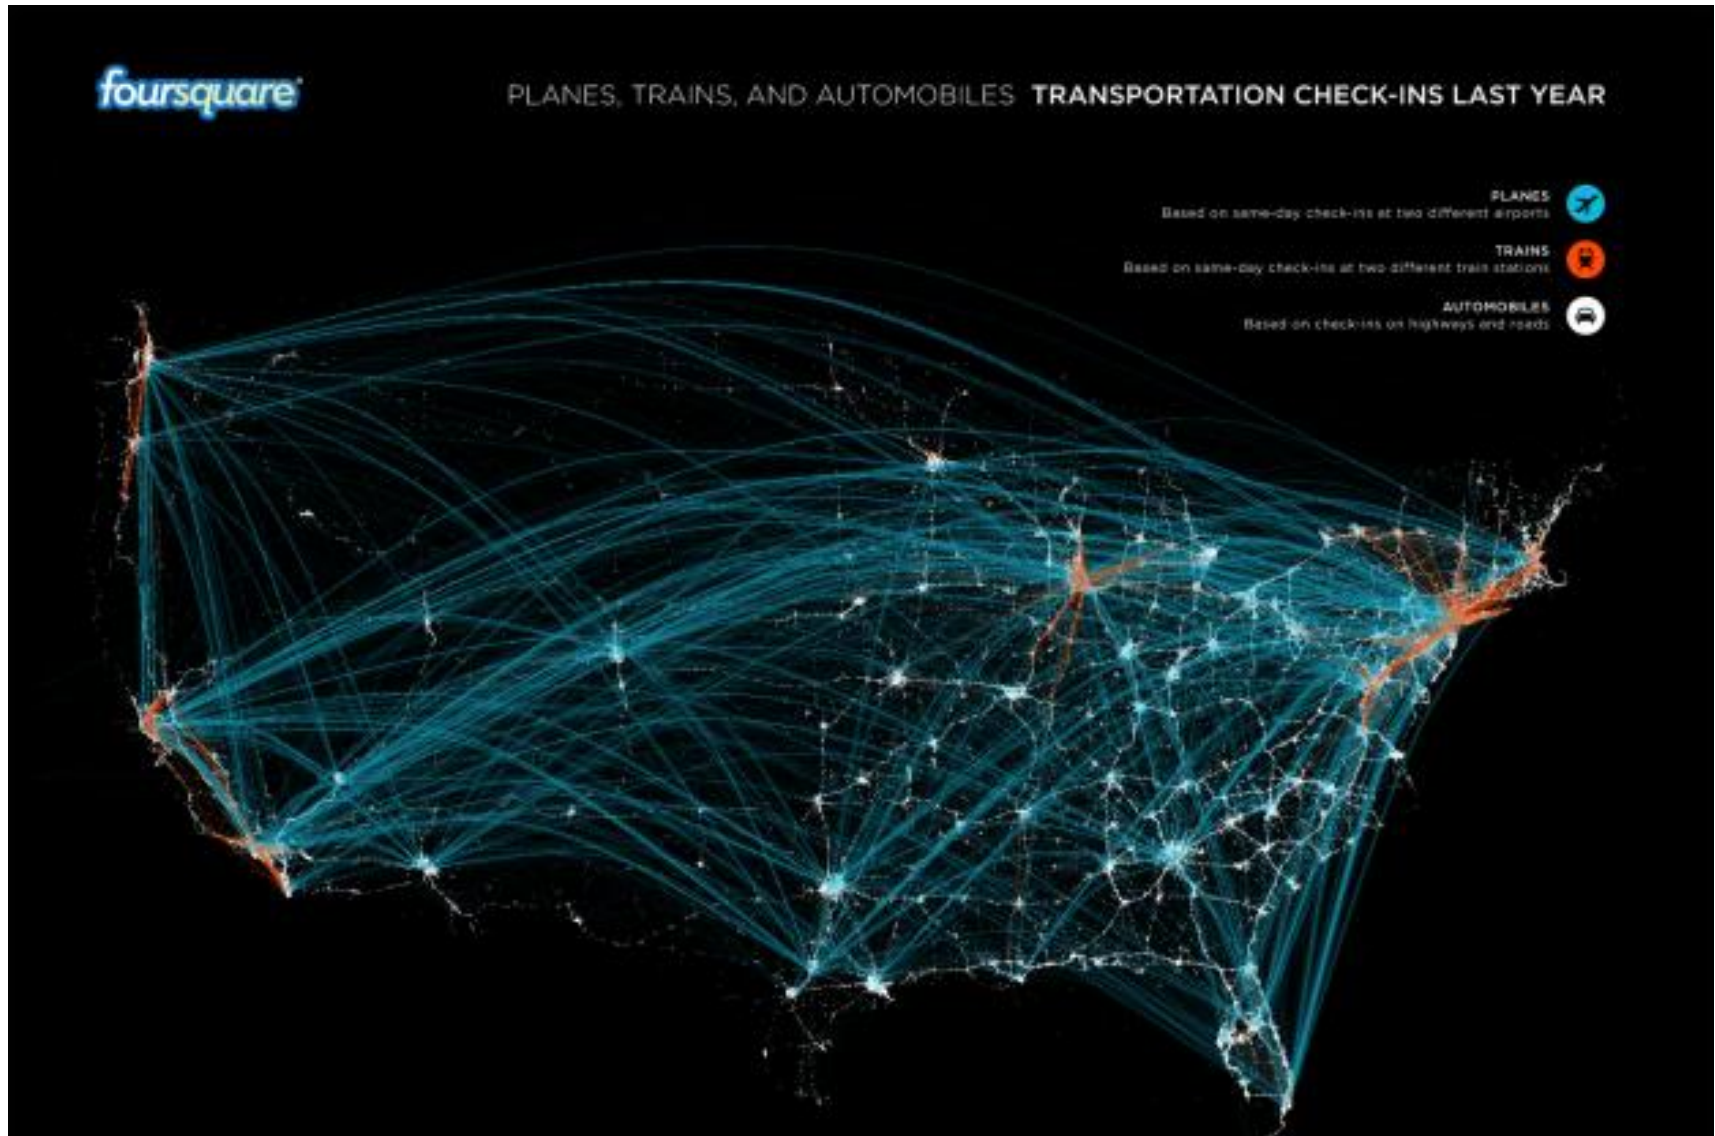 foursquare®
PLANES, TRAINS, AND AUTOMOBILES TRANSPORTATION CHECK-INS LAST YEAR
PLANES
Based on same-day check-ins at two different airports
TRAINS
Based on same-day check-ins at two different train stations
AUTOMOBILES
Based on check-ins on highways and roads